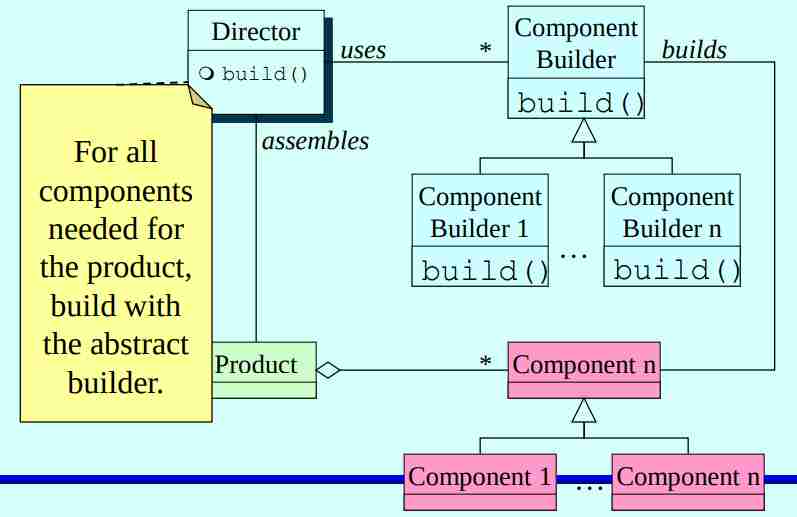 Director
build()
uses
*
Component
Builder
build()
builds
assembles
For all
components
needed for
the product,
build with
the abstract
builder.
Component
Builder 1
build()
...
Component
Builder n
build()
Product
*
Component n
Component 1
...
Component n